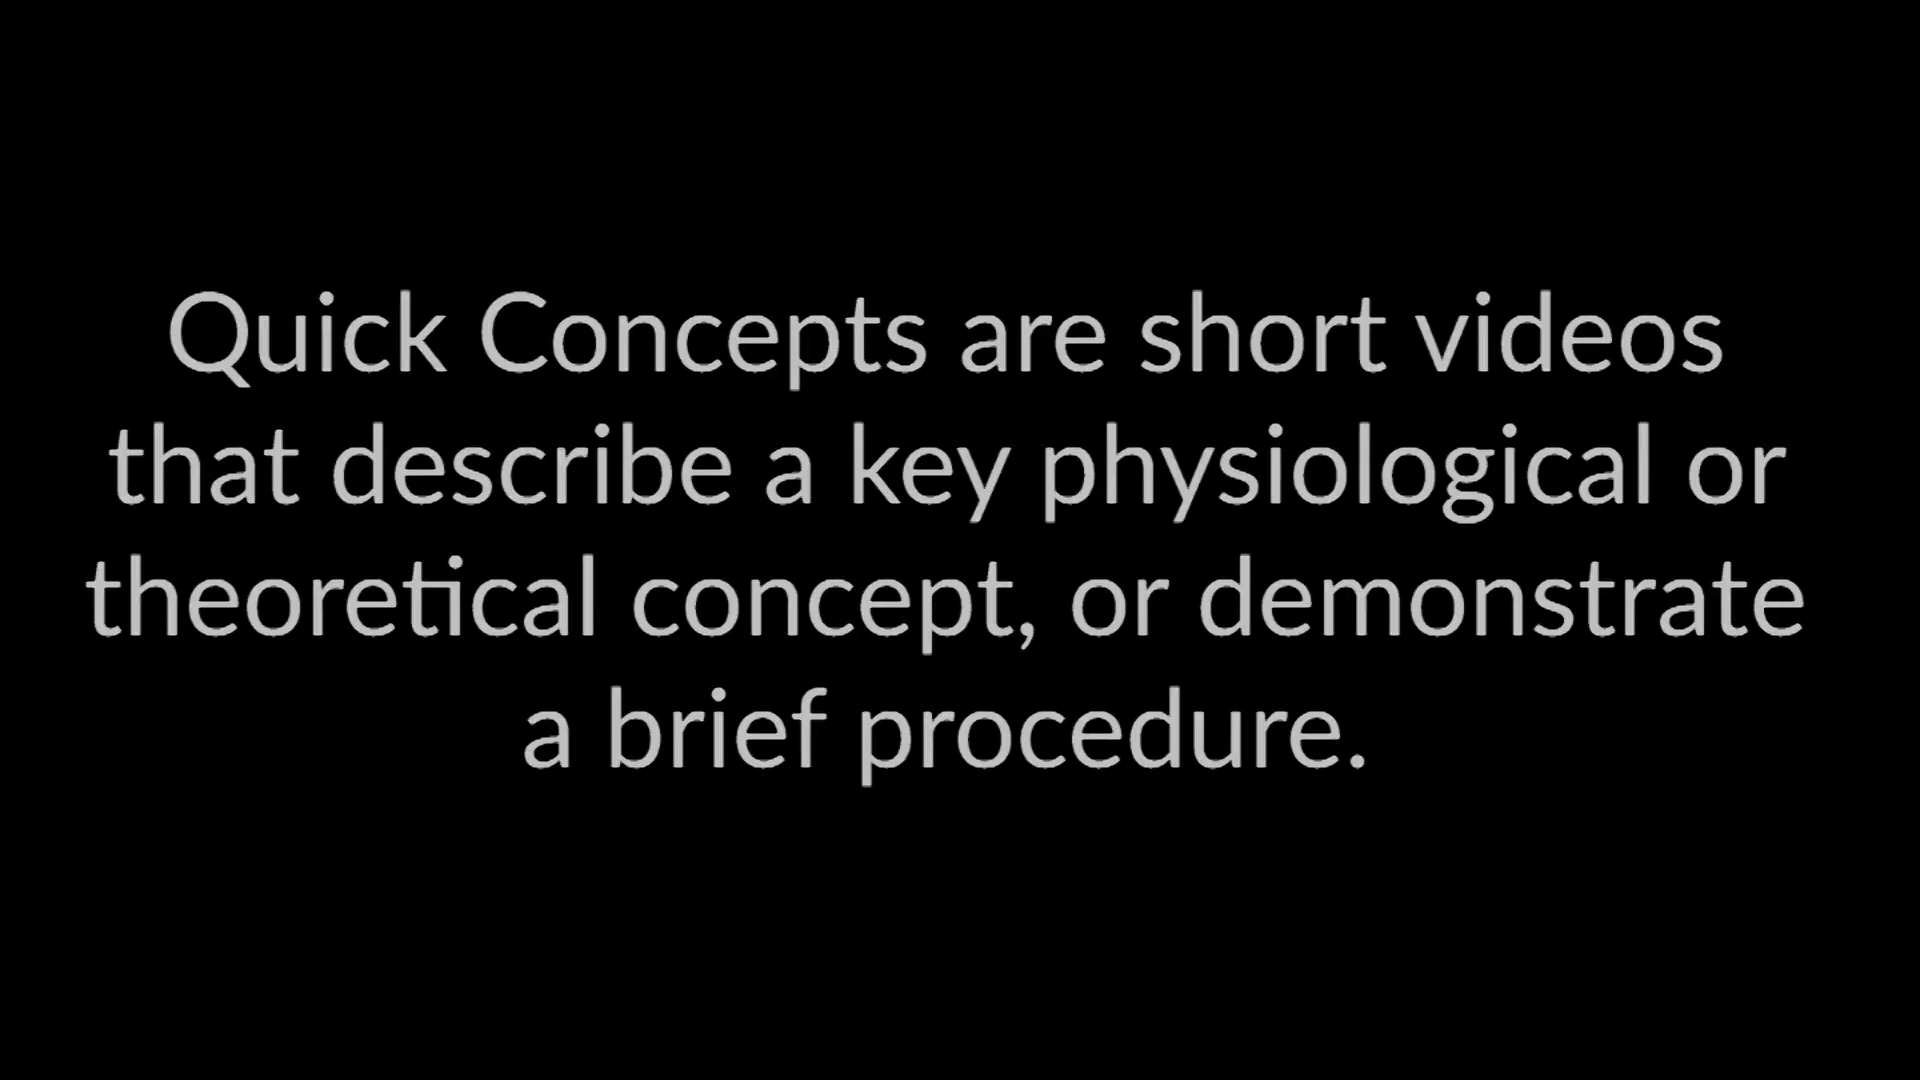 Quick Concepts are short videos
that describe a key physiological or
theoretical concept, or demonstrate
a brief procedure.